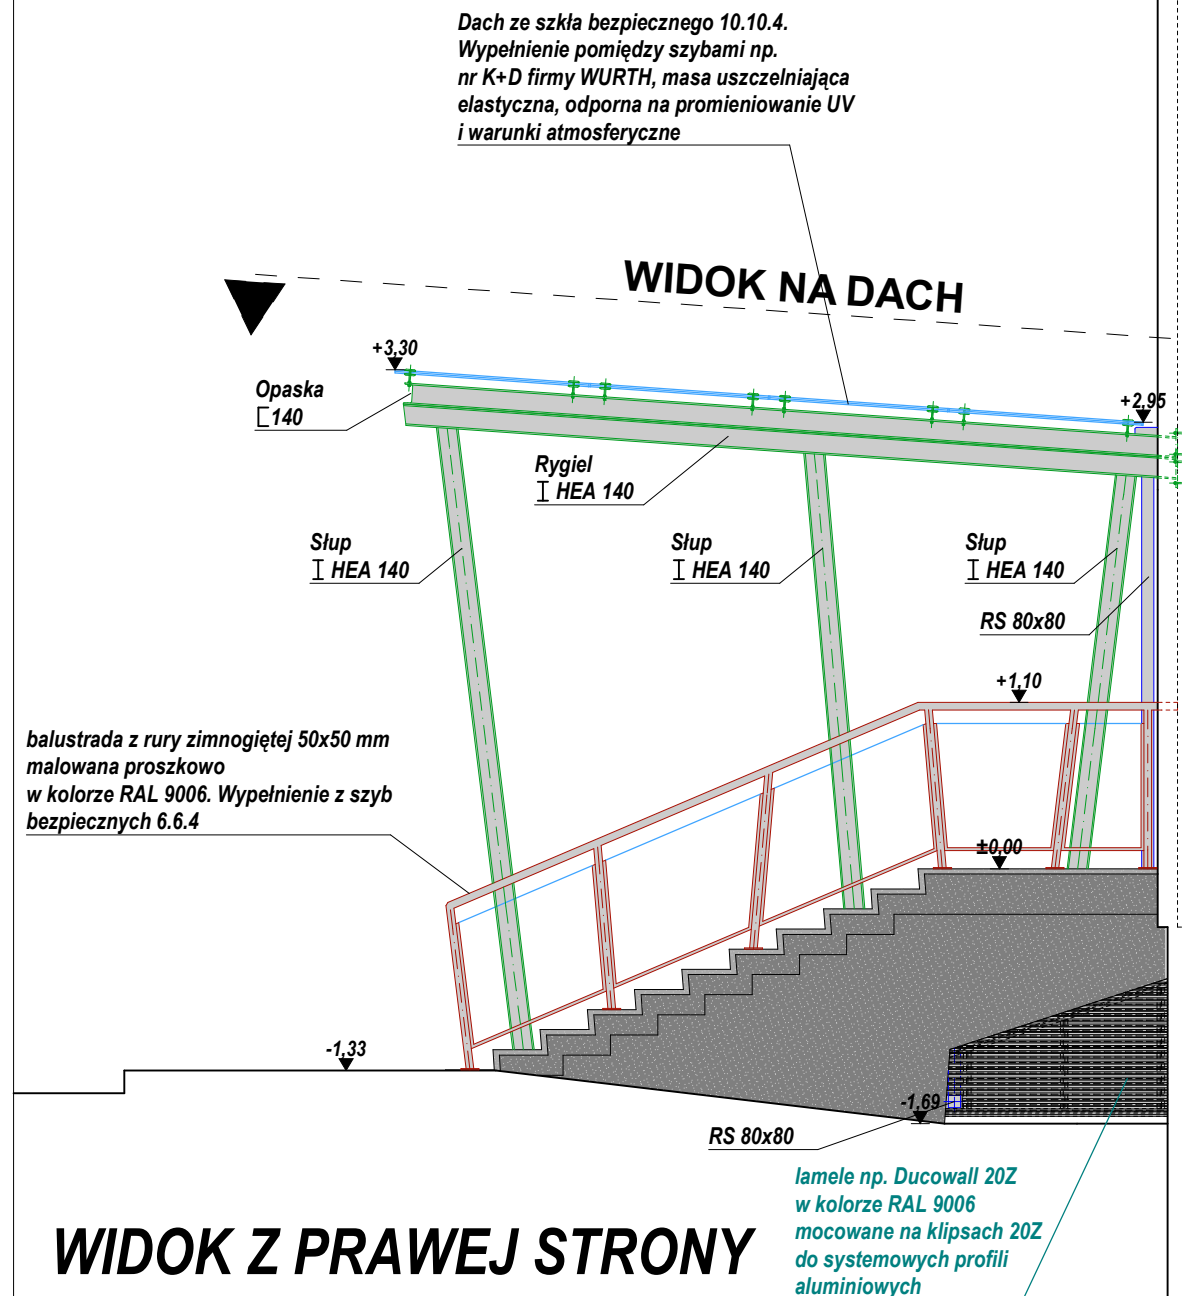 Dach ze szkła bezpiecznego 10.10.4.
Wypełnienie pomiędzy szybami np.
nr K+D firmy WURTH, masa uszczelniająca
elastyczna, odporna na promieniowanie UV
i warunki atmosferyczne
WIDOK NA DACH
+3,30
Opaska
140
+2,95
Rygiel
HEA 140
Słup
HEA 140
Słup
HEA 140
Słup
HEA 140
RS 80x80
+1,10
balustrada z rury zimnogiętej 50x50 mm
malowana proszkowo
w kolorze RAL 9006. Wypełnienie z szyb
bezpiecznych 6.6.4
±0,00
-1,33
-1,69
RS 80x80
lamele np. Ducowall 20Z
w kolorze RAL 9006
mocowane na klipsach 20Z
do systemowych profili
aluminiowych
WIDOK Z PRAWEJ STRONY